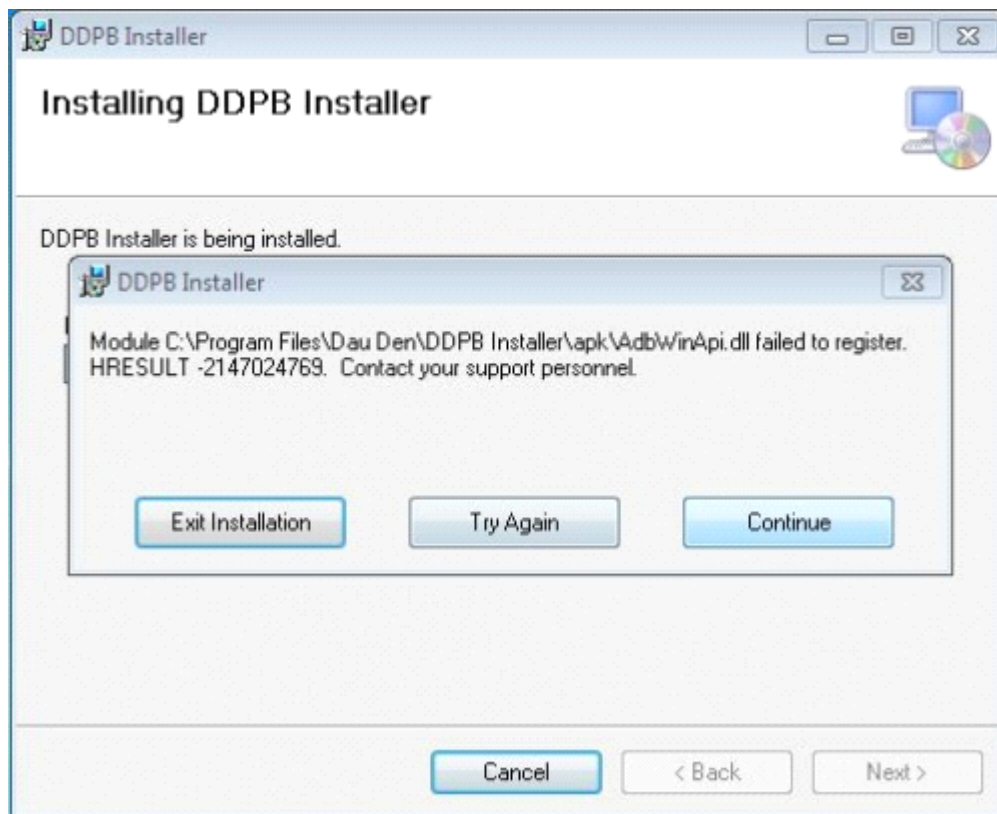 DDPB Installer
Installing DDPB Installer
DDPB Installer is being installed.
DDPB Installer
Module C:\Program Files\Dau Den\DDPB Installer\apk\AdbWinApi.dll failed to register.
HRESULT -2147024769. Contact your support personnel.
Exit Installation
Try Again
Continue
Cancel
< Back
Next >